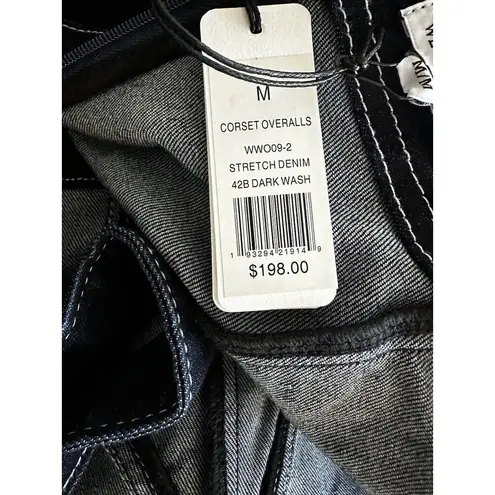 M
CORSET OVERALLS
WWO09-2
STRETCH DENIM
42B DARK WASH
1 93294 21914 9
$198.00